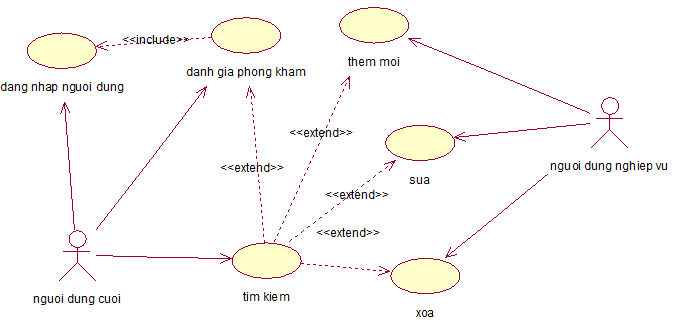 <<include>>
them moi
danh gia phong kham
dang nhap nguoi dung
<<extend>>
<<extend>>
nguoi dung nghiep vu
sua
<<extend>>
<<extend>>
nguoi dung cuoi
tim kiem
xoa